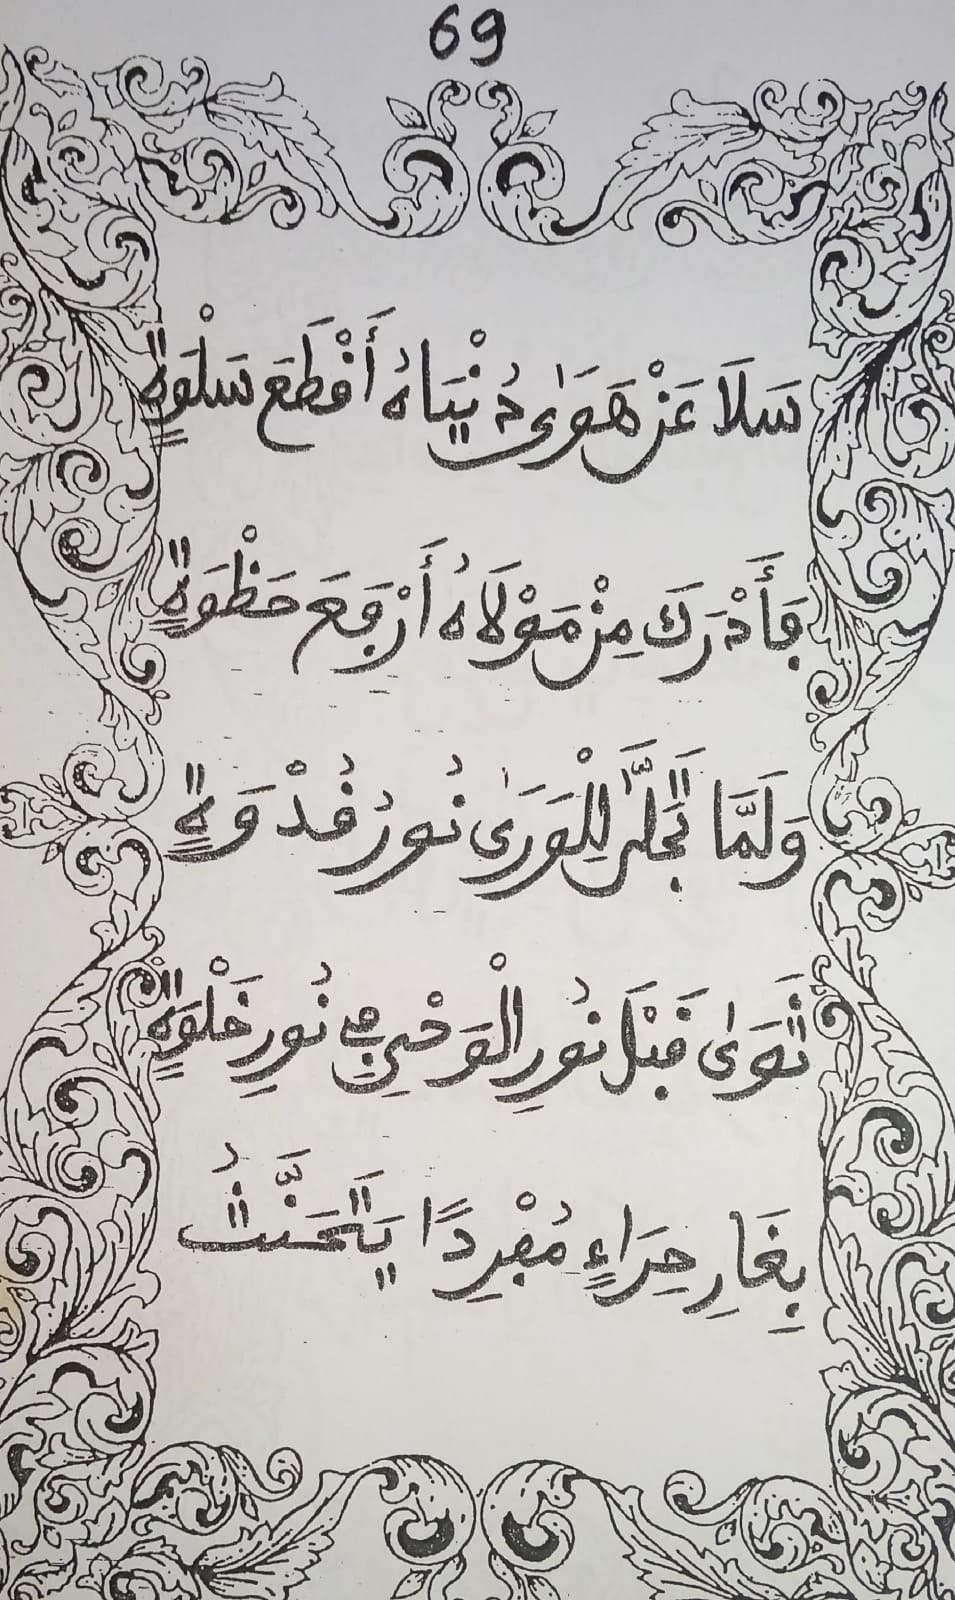 69
سَلَا عَنْ هَوَىٰ دُنْيَاهُ أَقْطَعَ سَلْوَةٍ
فَأَدْرَكَ مِنْ مَوْلَاهُ أَرْفَعَ حَظْوَةٍ
وَلَمَّا تَجَلَّىٰ لِلْوَرَىٰ نُورُ قُدْوَةٍ
ثَوَىٰ قَبْلَ نُورِ الْوَحْيِ فِي نُورِ خَلْوَةٍ
بِغَارِ حِرَاءٍ مُفْرِدًا يَتَحَنَّثُ